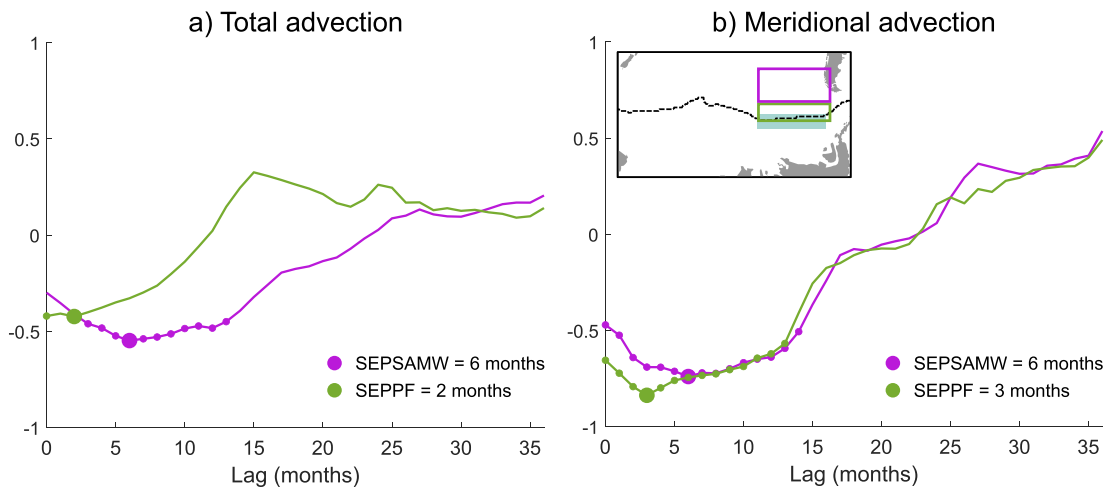 a) Total advection
1
0.5
0
-0.5
-1
0 5 10 15 20 25 30 35
Lag (months)
SEPSAMW = 6 months
SEPPF = 2 months
b) Meridional advection
1
0.5
0
-0.5
-1
0 5 10 15 20 25 30 35
Lag (months)
SEPSAMW = 6 months
SEPPF = 3 months